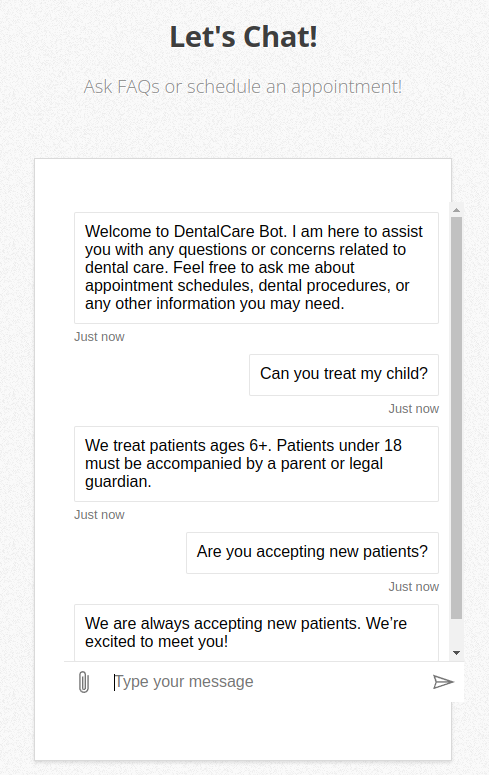 Let's Chat!
Ask FAQs or schedule an appointment!
Welcome to DentalCare Bot. I am here to assist
you with any questions or concerns related to
dental care. Feel free to ask me about
appointment schedules, dental procedures, or
any other information you may need.
Just now
Can you treat my child?
Just now
We treat patients ages 6+. Patients under 18
must be accompanied by a parent or legal
guardian.
Just now
Are you accepting new patients?
Just now
We are always accepting new patients. We’re
excited to meet you!
Type your message